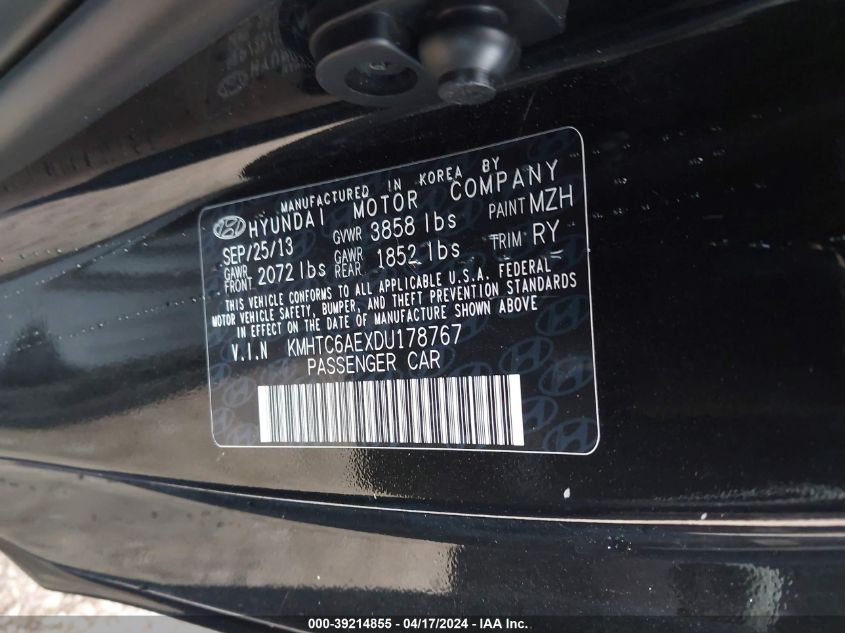 MANUFACTURED IN KOREA BY
HYUNDAI MOTOR COMPANY
SEP/25/13 GVWR 3858 lbs PAINT MZH
GAWR FRONT 2072 lbs GAWR REAR 1852 lbs TRIM RY
THIS VEHICLE CONFORMS TO ALL APPLICABLE U.S.A. FEDERAL
MOTOR VEHICLE SAFETY, BUMPER, AND THEFT PREVENTION STANDARDS
IN EFFECT ON THE DATE OF MANUFACTURE SHOWN ABOVE
V.I.N KMHTC6AEXDU178767
PASSENGER CAR
000-39214855 04/17/2024 - IAA Inc.